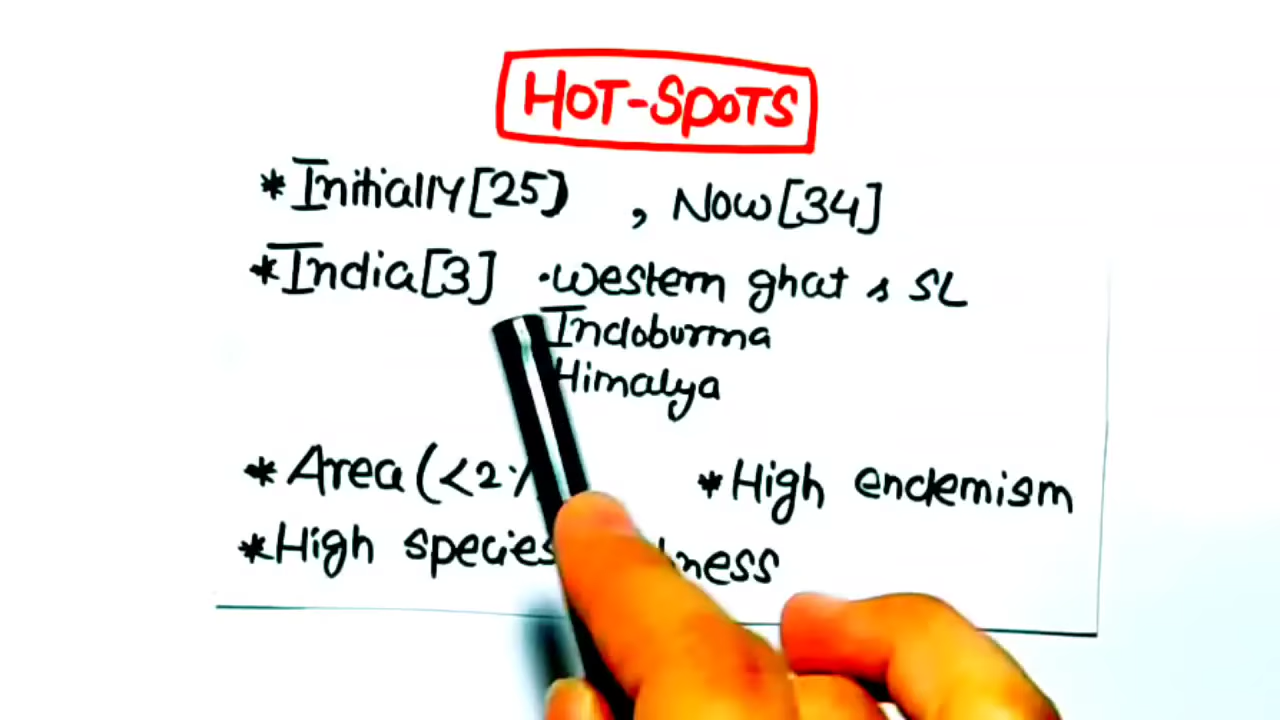 HOT-SPOTS
*Initially[25) , Now[34]
*India[3] .Western ghat & SL
Indoburma
Himalya
*Area(<2% *High endemism
*High species